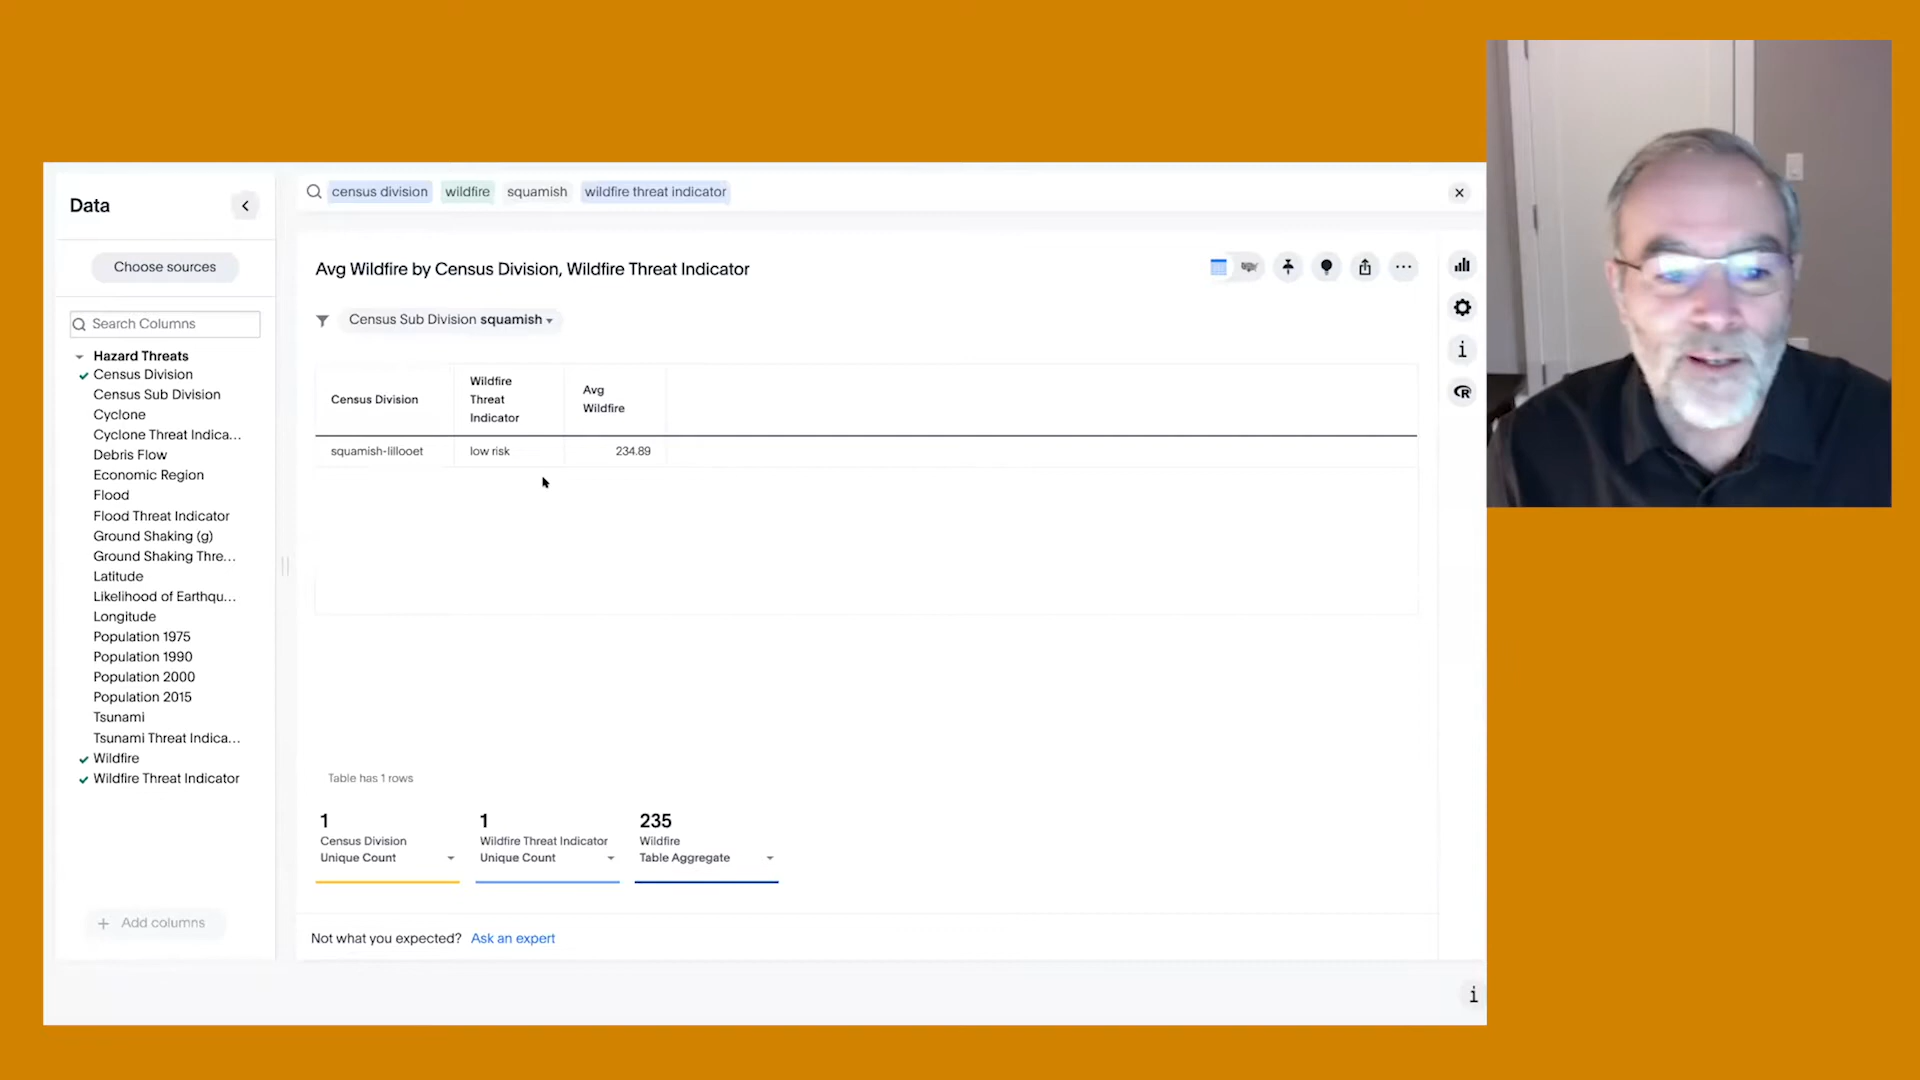 Data
Choose sources
Search Columns
Hazard Threats
Census Division
Census Sub Division
Cyclone
Cyclone Threat Indica...
Debris Flow
Economic Region
Flood
Flood Threat Indicator
Ground Shaking (g)
Ground Shaking Thre...
Latitude
Likelihood of Earthqu...
Longitude
Population 1975
Population 1990
Population 2000
Population 2015
Tsunami
Tsunami Threat Indica...
Wildfire
Wildfire Threat Indicator
+ Add columns
census division wildfire squamish wildfire threat indicator
Avg Wildfire by Census Division, Wildfire Threat Indicator
Census Sub Division squamish
Census Division
Wildfire
Threat
Indicator
Avg
Wildfire
squamish-lillooet low risk 234.89
Table has 1 rows
1
Census Division
Unique Count
1
Wildfire Threat Indicator
Unique Count
235
Wildfire
Table Aggregate
Not what you expected? Ask an expert